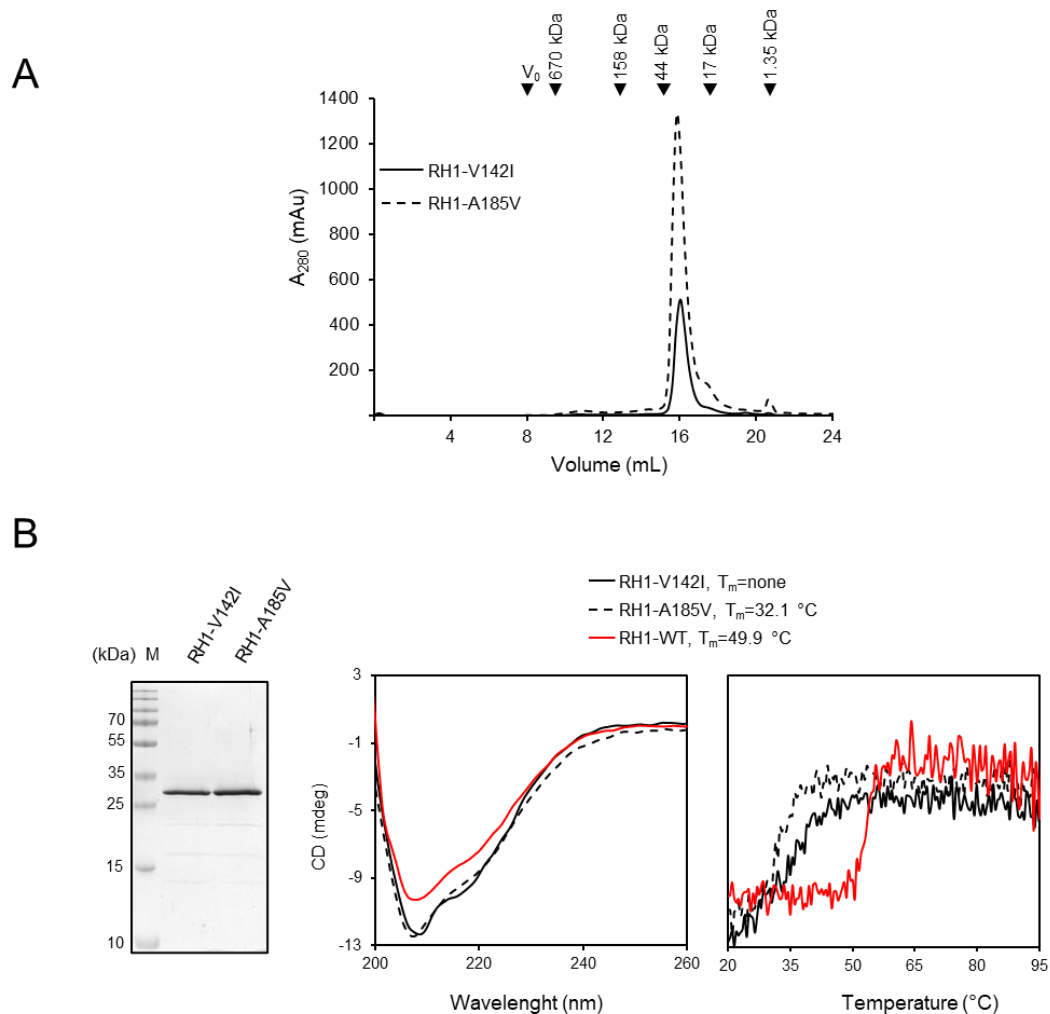 A
V₀
670 kDa
158 kDa
44 kDa
17 kDa
1.35 kDa
1400
1200
1000
800
600
400
200
A₂₈₀ (mAu)
RH1-V142I
RH1-A185V
4
8
12
16
20
24
Volume (mL)
B
(kDa) M RH1-V142I RH1-A185V
70
55
35
25
15
10
RH1-V142I, Tₘ=none
RH1-A185V, Tₘ=32.1 °C
RH1-WT, Tₘ=49.9 °C
3
-1
-5
-9
-13
CD (mdeg)
200 220 240 260
Wavelenght (nm)
20 35 50 65 80 95
Temperature (°C)